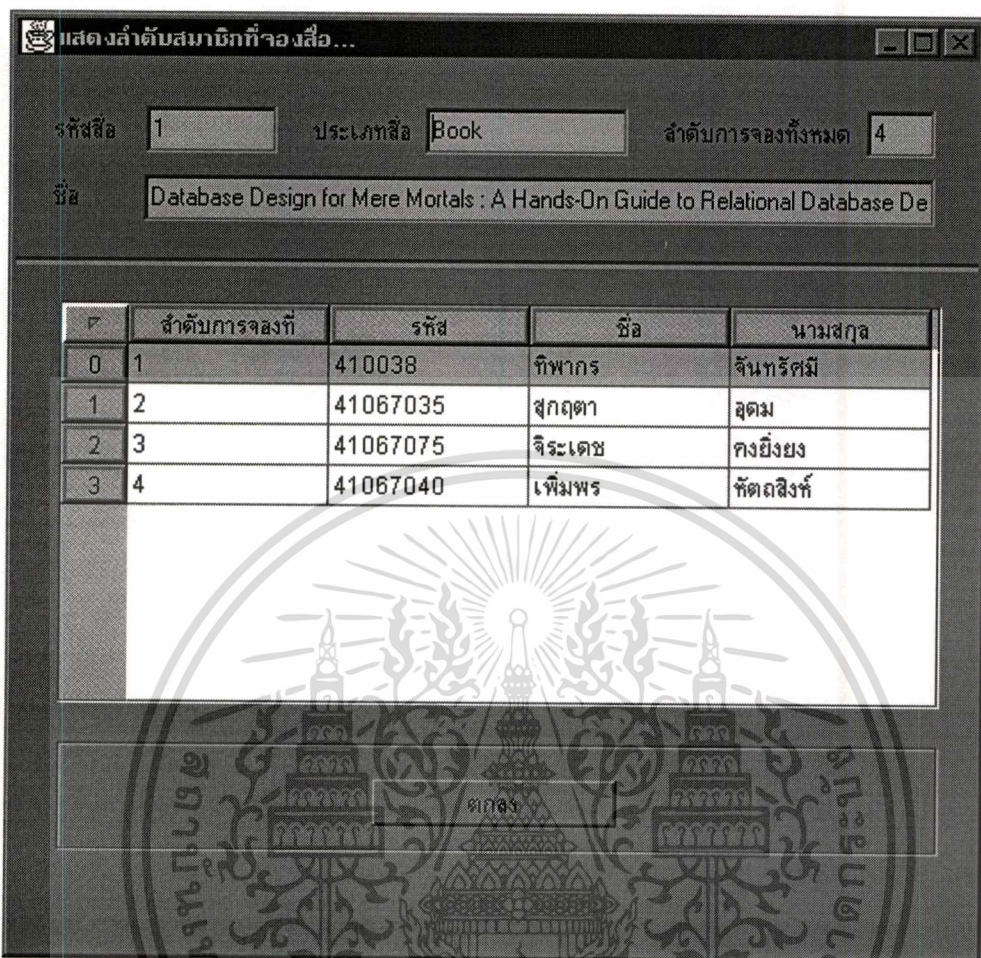 แสดงลำดับสมาชิกที่จองสื่อ...
รหัสสื่อ 1 ประเภทสื่อ Book ลำดับการจองทั้งหมด 4
ชื่อ Database Design for Mere Mortals : A Hands-On Guide to Relational Database De
ลำดับการจองที่ รหัส ชื่อ นามสกุล
0 1 410038 ทิพากร จันทรัศมี
1 2 41067035 สุกฤตา อุดม
2 3 41067075 จิระเดช คงยิ่งยง
3 4 41067040 เพิ่มพร หัตถสิงห์
ตกลง